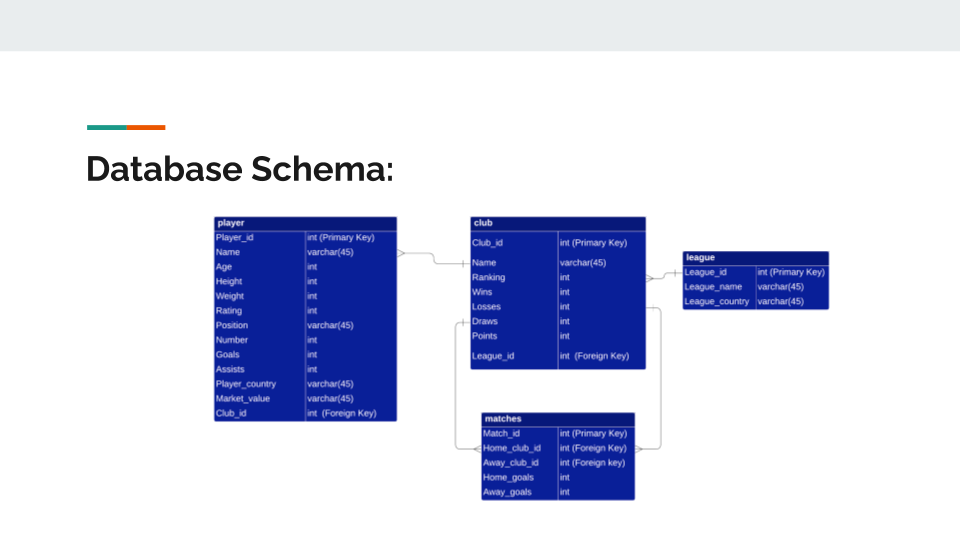 Database Schema:
player
Player_id int (Primary Key)
Name varchar(45)
Age int
Height int
Weight int
Rating int
Position varchar(45)
Number int
Goals int
Assists int
Player_country varchar(45)
Market_value varchar(45)
Club_id int (Foreign Key)
club
Club_id int (Primary Key)
Name varchar(45)
Ranking int
Wins int
Losses int
Draws int
Points int
League_id int (Foreign Key)
league
League_id int (Primary Key)
League_name varchar(45)
League_country varchar(45)
matches
Match_id int (Primary Key)
Home_club_id int (Foreign Key)
Away_club_id int (Foreign key)
Home_goals int
Away_goals int